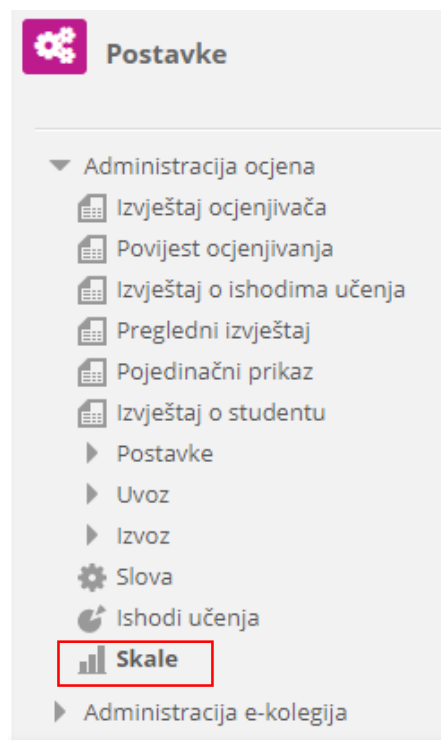 Postavke
Administracija ocjena
Izvještaj ocjenjivača
Povijest ocjenjivanja
Izvještaj o ishodima učenja
Pregledni izvještaj
Pojedinačni prikaz
Izvještaj o studentu
Postavke
Uvoz
Izvoz
Slova
Ishodi učenja
Skale
Administracija e-kolegija